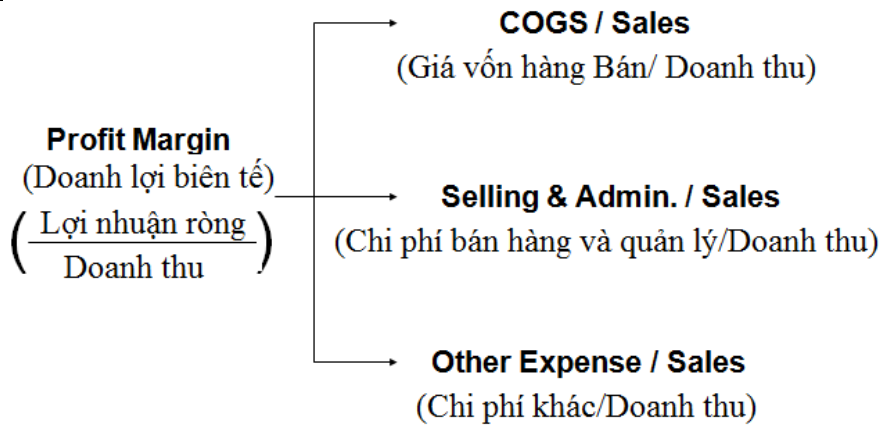 COGS / Sales
(Giá vốn hàng Bán/ Doanh thu)
Profit Margin
(Doanh lợi biên tế)
(Lợi nhuận ròng
Doanh thu)
Selling & Admin. / Sales
(Chi phí bán hàng và quản lý/Doanh thu)
Other Expense / Sales
(Chi phí khác/Doanh thu)